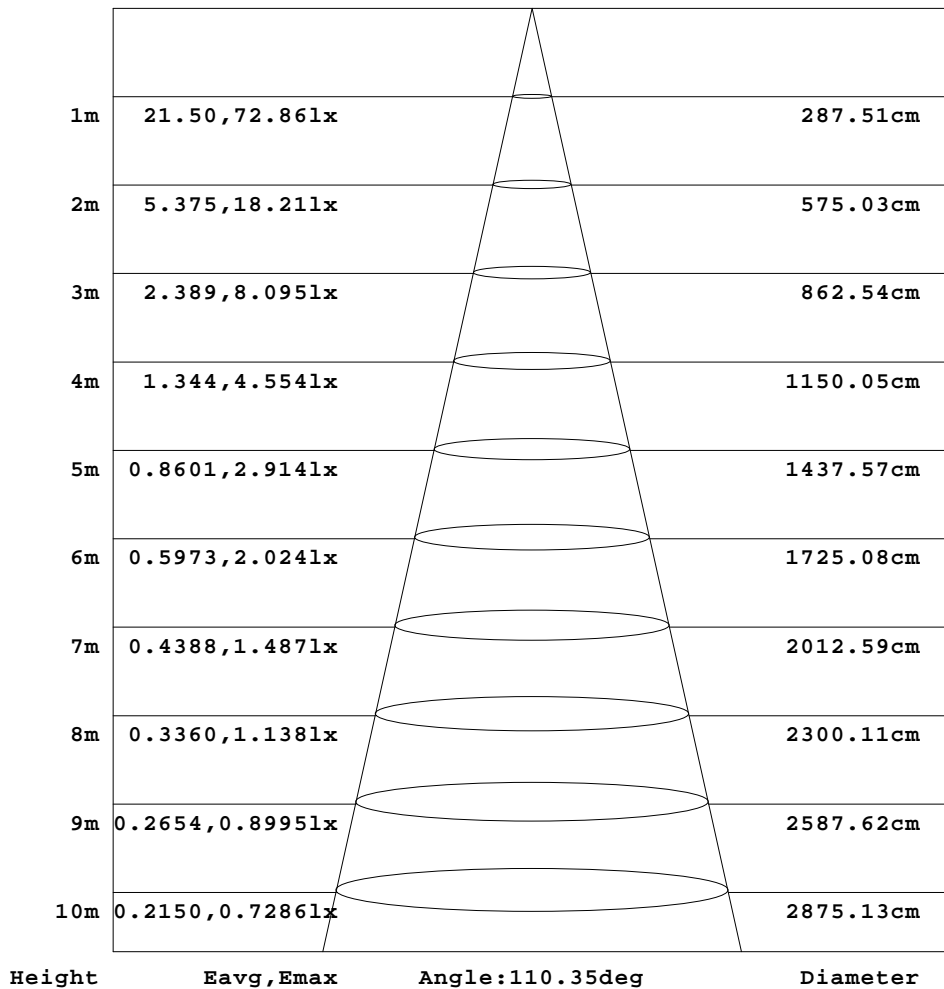 1m 21.50,72.86lx 287.51cm
2m 5.375,18.21lx 575.03cm
3m 2.389,8.095lx 862.54cm
4m 1.344,4.554lx 1150.05cm
5m 0.8601,2.914lx 1437.57cm
6m 0.5973,2.024lx 1725.08cm
7m 0.4388,1.487lx 2012.59cm
8m 0.3360,1.138lx 2300.11cm
9m 0.2654,0.8995lx 2587.62cm
10m 0.2150,0.7286lx 2875.13cm
Height Eavg,Emax Angle:110.35deg Diameter